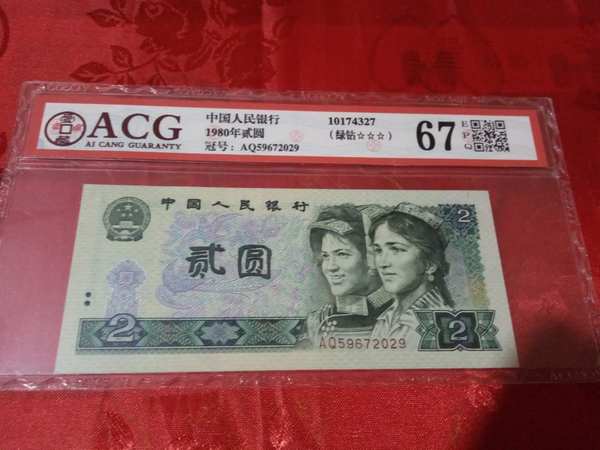 ACG
AI CANG GUARANTY
中国人民银行
1980年贰圆
冠号: AQ59672029
10174327
(绿钻☆☆☆)
67
EPQ
中国人民银行
贰圆
2
2
2
AQ59672029